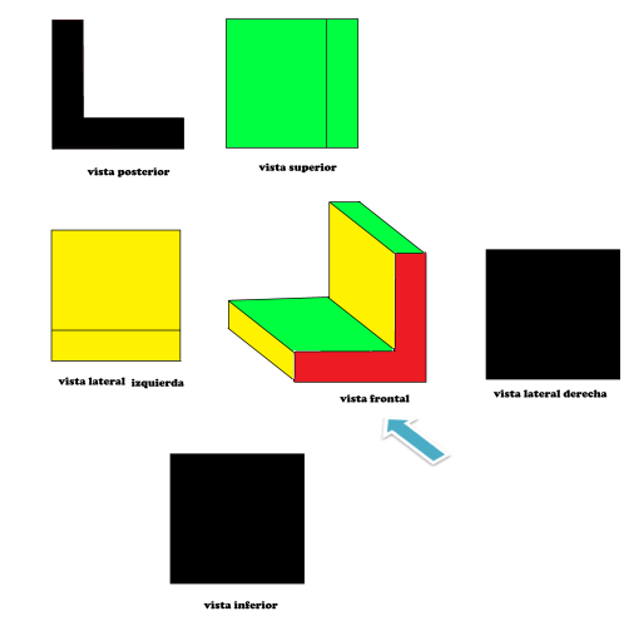 vista posterior
vista superior
vista lateral izquierda
vista frontal
vista lateral derecha
vista inferior